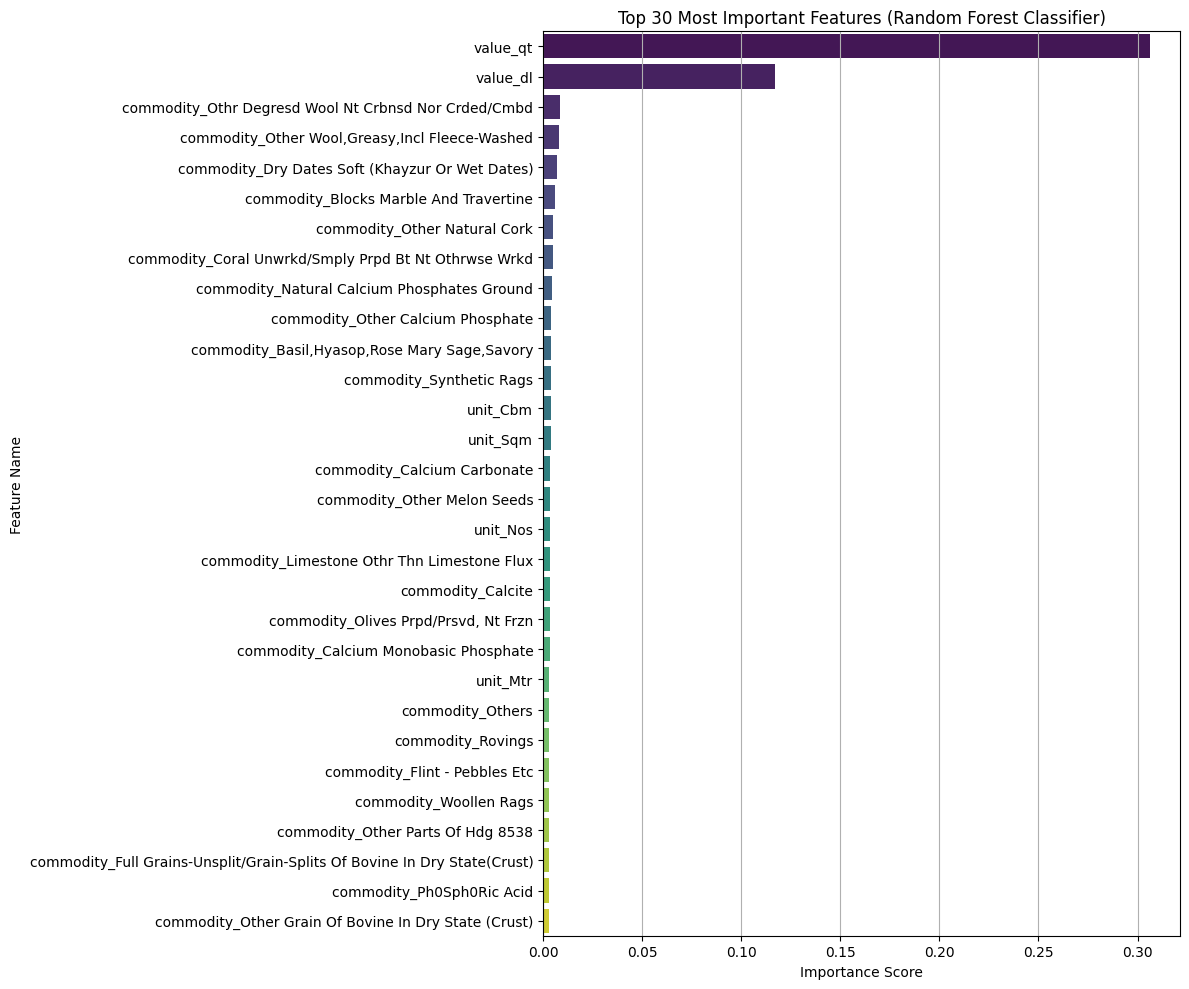 Top 30 Most Important Features (Random Forest Classifier)
value_qt
value_dl
commodity_Othr Degresd Wool Nt Crbnsd Nor Crded/Cmbd
commodity_Other Wool,Greasy,Incl Fleece-Washed
commodity_Dry Dates Soft (Khayzur Or Wet Dates)
commodity_Blocks Marble And Travertine
commodity_Other Natural Cork
commodity_Coral Unwrkd/Smply Prpd Bt Nt Othrwse Wrkd
commodity_Natural Calcium Phosphates Ground
commodity_Other Calcium Phosphate
commodity_Basil,Hyasop,Rose Mary Sage,Savory
commodity_Synthetic Rags
unit_Cbm
unit_Sqm
commodity_Calcium Carbonate
commodity_Other Melon Seeds
unit_Nos
commodity_Limestone Othr Thn Limestone Flux
commodity_Calcite
commodity_Olives Prpd/Prsvd, Nt Frzn
commodity_Calcium Monobasic Phosphate
unit_Mtr
commodity_Others
commodity_Rovings
commodity_Flint - Pebbles Etc
commodity_Woollen Rags
commodity_Other Parts Of Hdg 8538
commodity_Full Grains-Unsplit/Grain-Splits Of Bovine In Dry State(Crust)
commodity_Ph0Sph0Ric Acid
commodity_Other Grain Of Bovine In Dry State (Crust)
Feature Name
0.00 0.05 0.10 0.15 0.20 0.25 0.30
Importance Score